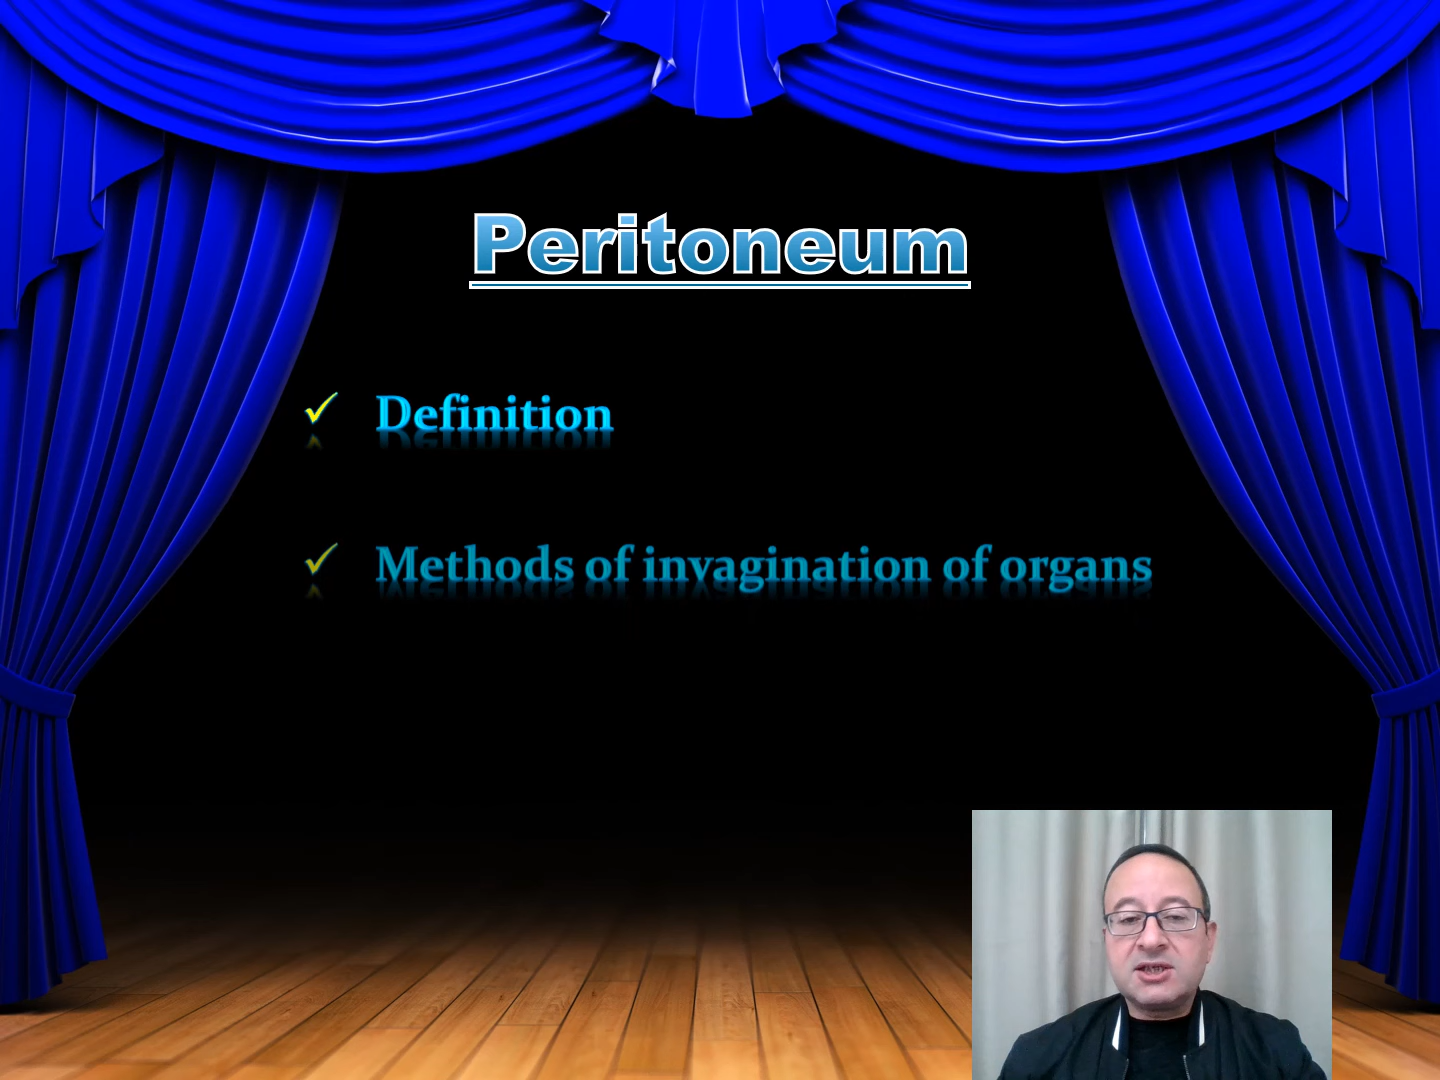 Peritoneum
✓ Definition
✓ Methods of invagination of organs